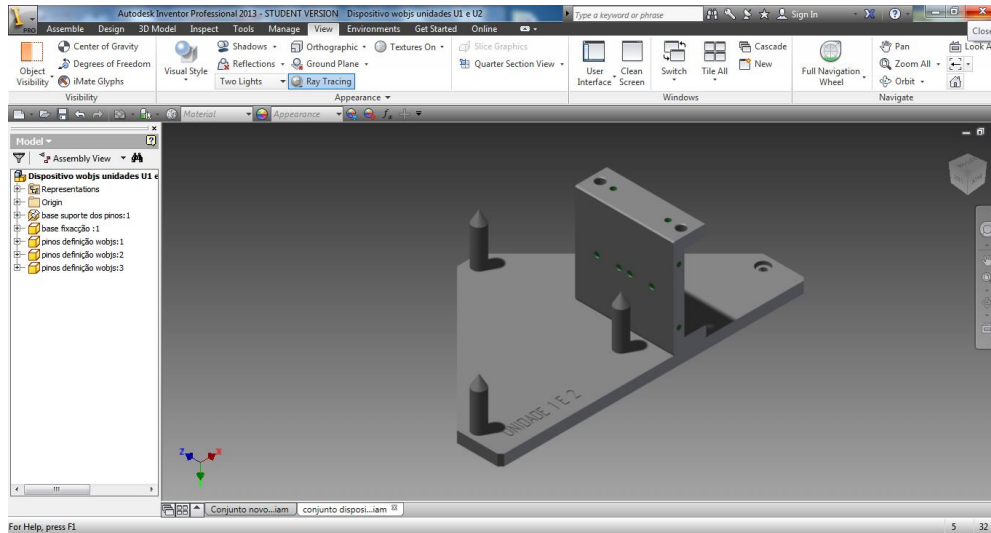 Autodesk Inventor Professional 2013 - STUDENT VERSION Dispositivo wobjs unidades U1 e U2
Type a keyword or phrase
Sign In
PRO
Assemble Design 3D Model Inspect Tools Manage View Environments Get Started Online
Close
Object Visibility
Center of Gravity
Degrees of Freedom
iMate Glyphs
Visibility
Visual Style
Shadows
Reflections
Two Lights
Orthographic
Ground Plane
Ray Tracing
Textures On
Appearance
Slice Graphics
Quarter Section View
User Interface
Clean Screen
Switch
Tile All
Cascade
New
Windows
Full Navigation Wheel
Pan
Zoom All
Orbit
Look A
Navigate
Material
Appearance
Model
Assembly View
Dispositivo wobjs unidades U1 e
Representations
Origin
base suporte dos pinos:1
base fixacção :1
pinos definição wobjs:1
pinos definição wobjs:2
pinos definição wobjs:3
UNIDADE 1 E 2
Z X
Conjunto novo...iam
conjunto disposi...iam
For Help, press F1
5 32